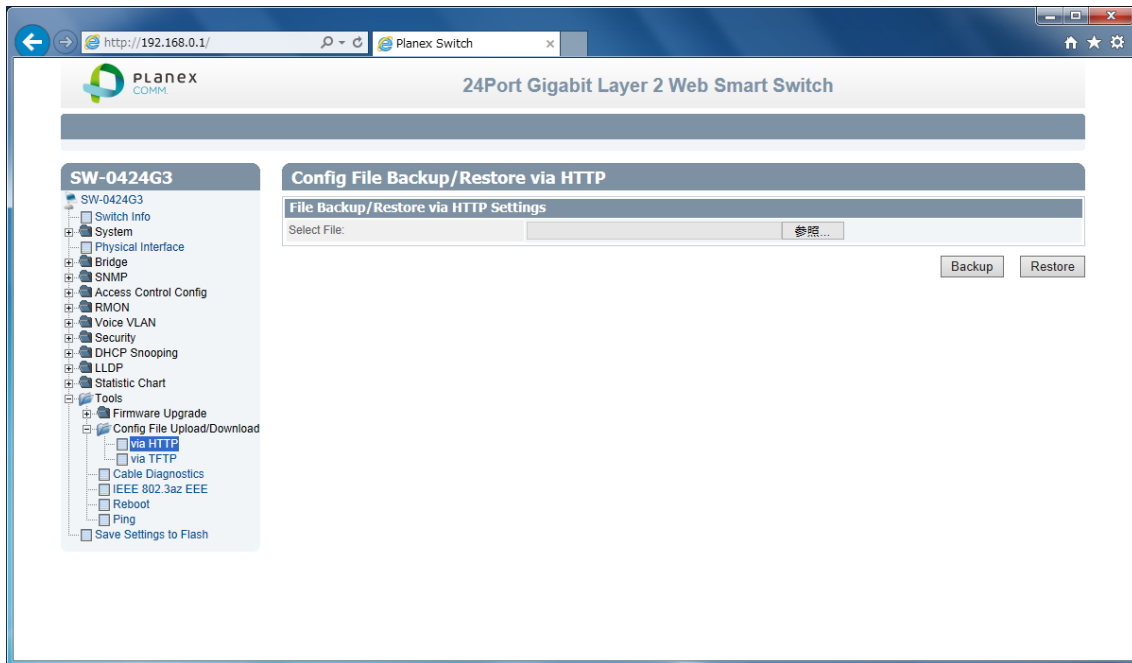 http://192.168.0.1/
Planex Switch
PLANEX
COMM.
24Port Gigabit Layer 2 Web Smart Switch
SW-0424G3
SW-0424G3
Switch Info
System
Physical Interface
Bridge
SNMP
Access Control Config
RMON
Voice VLAN
Security
DHCP Snooping
LLDP
Statistic Chart
Tools
Firmware Upgrade
Config File Upload/Download
via HTTP
via TFTP
Cable Diagnostics
IEEE 802.3az EEE
Reboot
Ping
Save Settings to Flash
Config File Backup/Restore via HTTP
File Backup/Restore via HTTP Settings
Select File: 参照...
Backup Restore